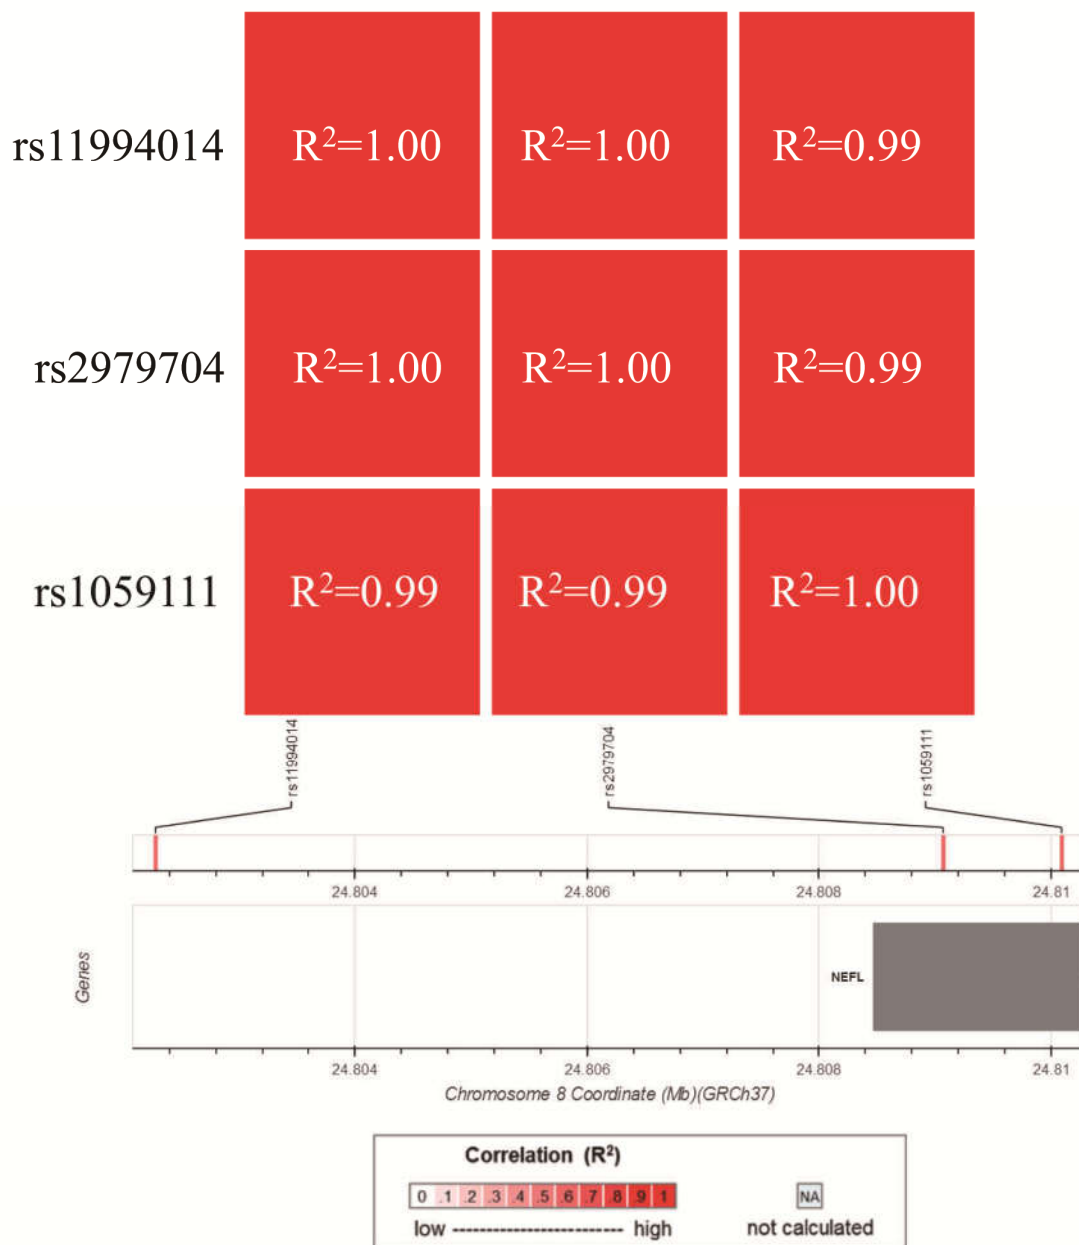 rs11994014 R²=1.00 R²=1.00 R²=0.99
rs2979704 R²=1.00 R²=1.00 R²=0.99
rs1059111 R²=0.99 R²=0.99 R²=1.00
rs11994014 rs2979704 rs1059111
24.804 24.806 24.808 24.81
Genes
NEFL
24.804 24.806 24.808 24.81
Chromosome 8 Coordinate (Mb)(GRCh37)
Correlation (R²)
0 .1 .2 .3 .4 .5 .6 .7 .8 .9 1 NA
low ------------------------- high not calculated